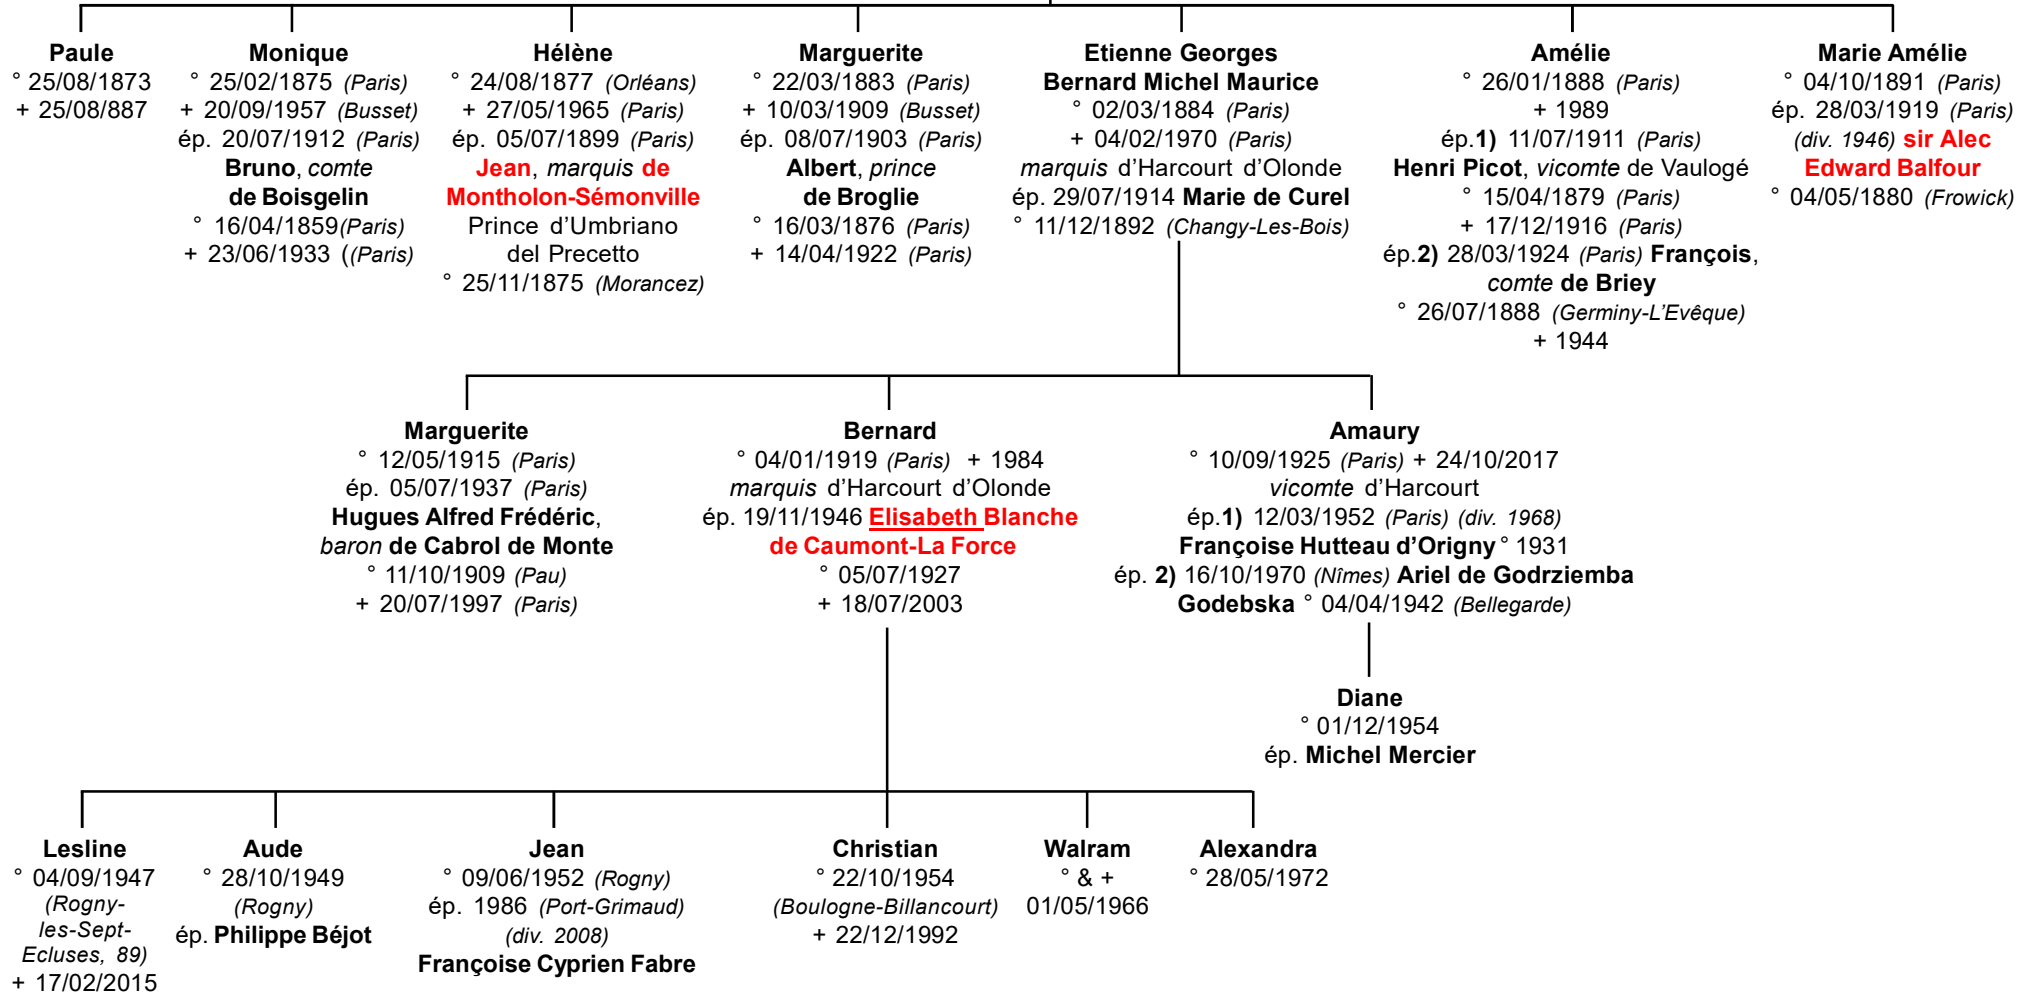 Paule
° 25/08/1873
+ 25/08/887
Monique
° 25/02/1875 (Paris)
+ 20/09/1957 (Busset)
ép. 20/07/1912 (Paris)
Bruno, comte
de Boisgelin
° 16/04/1859(Paris)
+ 23/06/1933 ((Paris)
Hélène
° 24/08/1877 (Orléans)
+ 27/05/1965 (Paris)
ép. 05/07/1899 (Paris)
Jean, marquis de
Montholon-Sémonville
Prince d'Umbriano
del Precetto
° 25/11/1875 (Morancez)
Marguerite
° 22/03/1883 (Paris)
+ 10/03/1909 (Busset)
ép. 08/07/1903 (Paris)
Albert, prince
de Broglie
° 16/03/1876 (Paris)
+ 14/04/1922 (Paris)
Etienne Georges
Bernard Michel Maurice
° 02/03/1884 (Paris)
+ 04/02/1970 (Paris)
marquis d'Harcourt d'Olonde
ép. 29/07/1914 Marie de Curel
° 11/12/1892 (Changy-Les-Bois)
Amélie
° 26/01/1888 (Paris)
+ 1989
ép.1) 11/07/1911 (Paris)
Henri Picot, vicomte de Vaulogé
° 15/04/1879 (Paris)
+ 17/12/1916 (Paris)
ép.2) 28/03/1924 (Paris) François,
comte de Briey
° 26/07/1888 (Germiny-L'Evêque)
+ 1944
Marie Amélie
° 04/10/1891 (Paris)
ép. 28/03/1919 (Paris)
(div. 1946) sir Alec
Edward Balfour
° 04/05/1880 (Frowick)
Marguerite
° 12/05/1915 (Paris)
ép. 05/07/1937 (Paris)
Hugues Alfred Frédéric,
baron de Cabrol de Monte
° 11/10/1909 (Pau)
+ 20/07/1997 (Paris)
Bernard
° 04/01/1919 (Paris) + 1984
marquis d'Harcourt d'Olonde
ép. 19/11/1946 Elisabeth Blanche
de Caumont-La Force
° 05/07/1927
+ 18/07/2003
Amaury
° 10/09/1925 (Paris) + 24/10/2017
vicomte d'Harcourt
ép.1) 12/03/1952 (Paris) (div. 1968)
Françoise Hutteau d'Origny ° 1931
ép. 2) 16/10/1970 (Nîmes) Ariel de Godrziemba
Godebska ° 04/04/1942 (Bellegarde)
Diane
° 01/12/1954
ép. Michel Mercier
Lesline
° 04/09/1947
(Rogny-
les-Sept-
Ecluses, 89)
+ 17/02/2015
Aude
° 28/10/1949
(Rogny)
ép. Philippe Béjot
Jean
° 09/06/1952 (Rogny)
ép. 1986 (Port-Grimaud)
(div. 2008)
Françoise Cyprien Fabre
Christian
° 22/10/1954
(Boulogne-Billancourt)
+ 22/12/1992
Walram
° & +
01/05/1966
Alexandra
° 28/05/1972